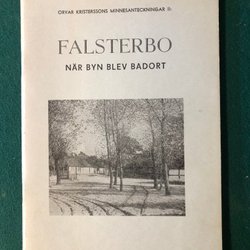 ORVAR KRISTERSSONS MINNESANTECKNINGAR II:
FALSTERBO
NÄR BYN BLEV BADORT